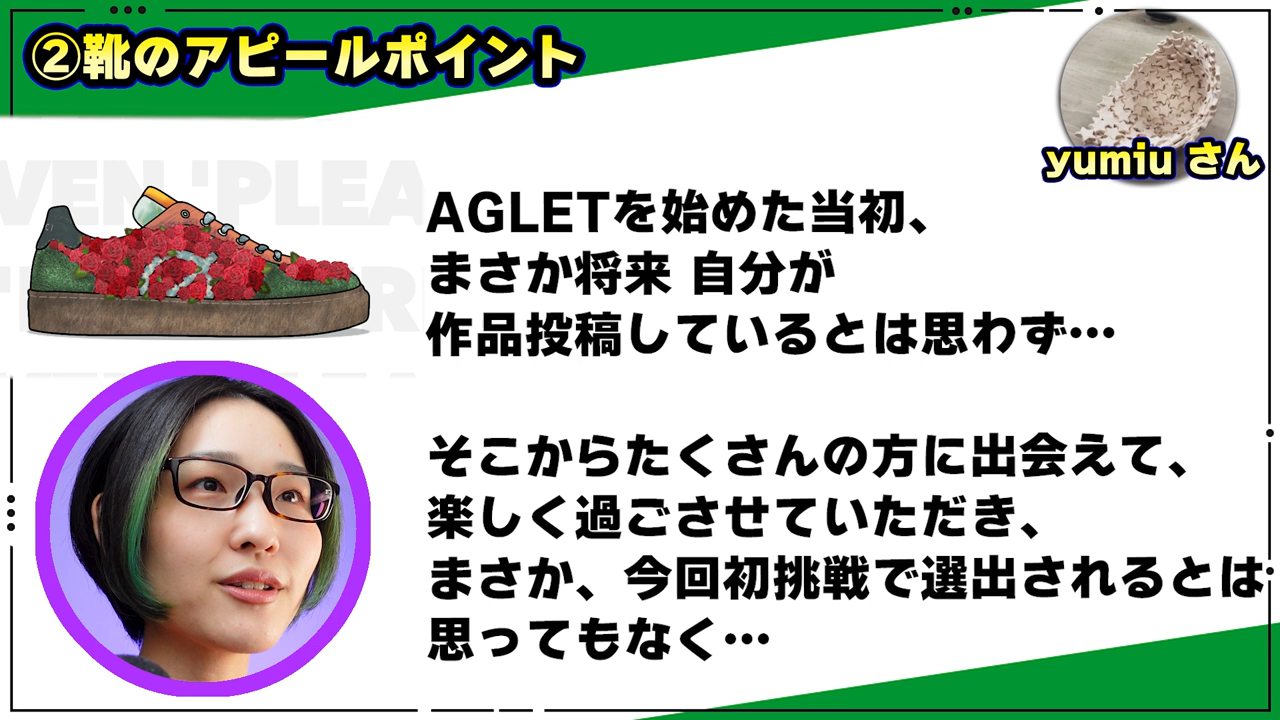 ②靴のアピールポイント
yumiu さん
VEN 'PLEA
AGLETを始めた当初、
まさか将来 自分が
作品投稿しているとは思わず…
そこからたくさんの方に出会えて、
楽しく過ごさせていただき、
まさか、今回初挑戦で選出されるとは
思ってもなく…